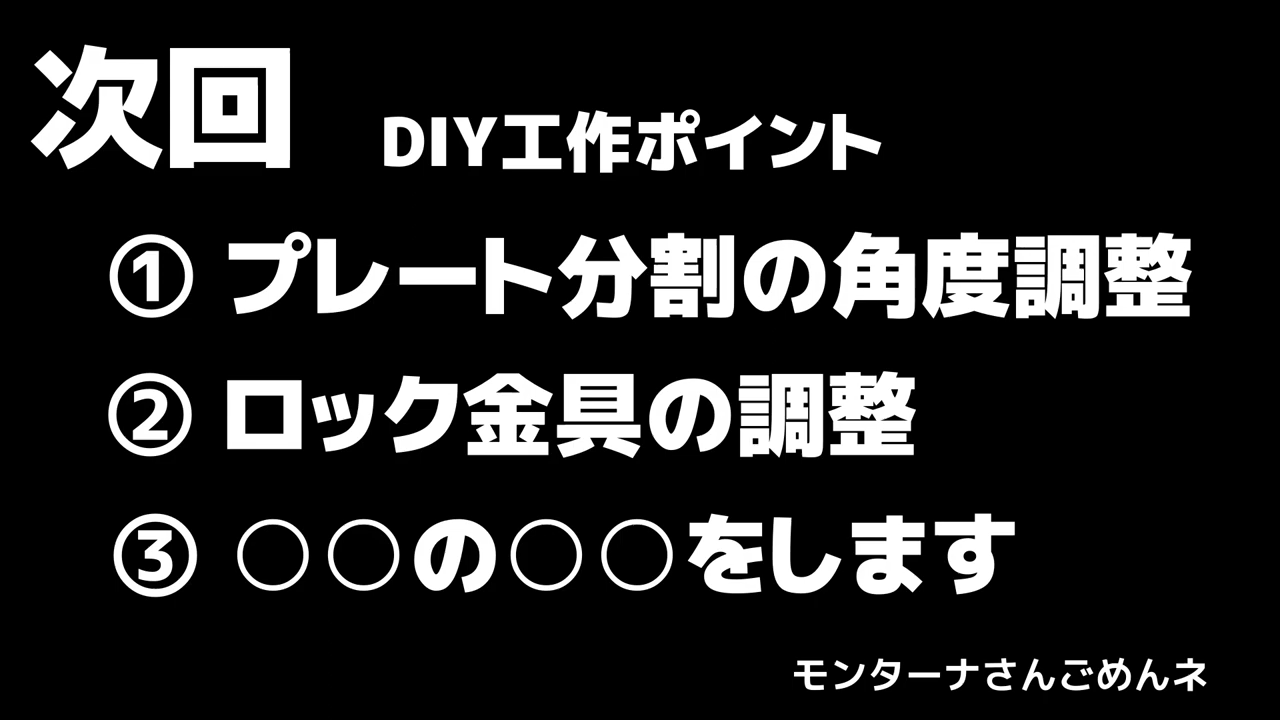 次回
DIY工作ポイント
① プレート分割の角度調整
② ロック金具の調整
③ ○○の○○をします
モンターナさんごめんネ